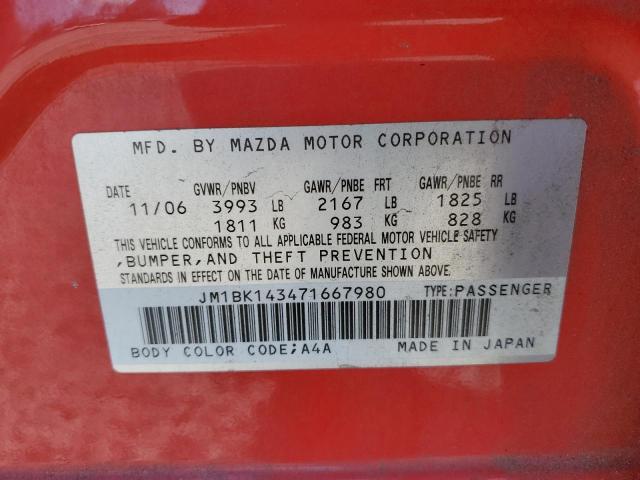 MFD. BY MAZDA MOTOR CORPORATION
DATE GVWR/PNBV GAWR/PNBE FRT GAWR/PNBE RR
11/06 3993 LB 2167 LB 1825 LB
1811 KG 983 KG 828 KG
THIS VEHICLE CONFORMS TO ALL APPLICABLE FEDERAL MOTOR VEHICLE SAFETY
,BUMPER,AND THEFT PREVENTION
STANDARDS IN EFFECT ON THE DATE OF MANUFACTURE SHOWN ABOVE.
JM1BK143471667980 TYPE:PASSENGER
BODY COLOR CODE;A4A MADE IN JAPAN